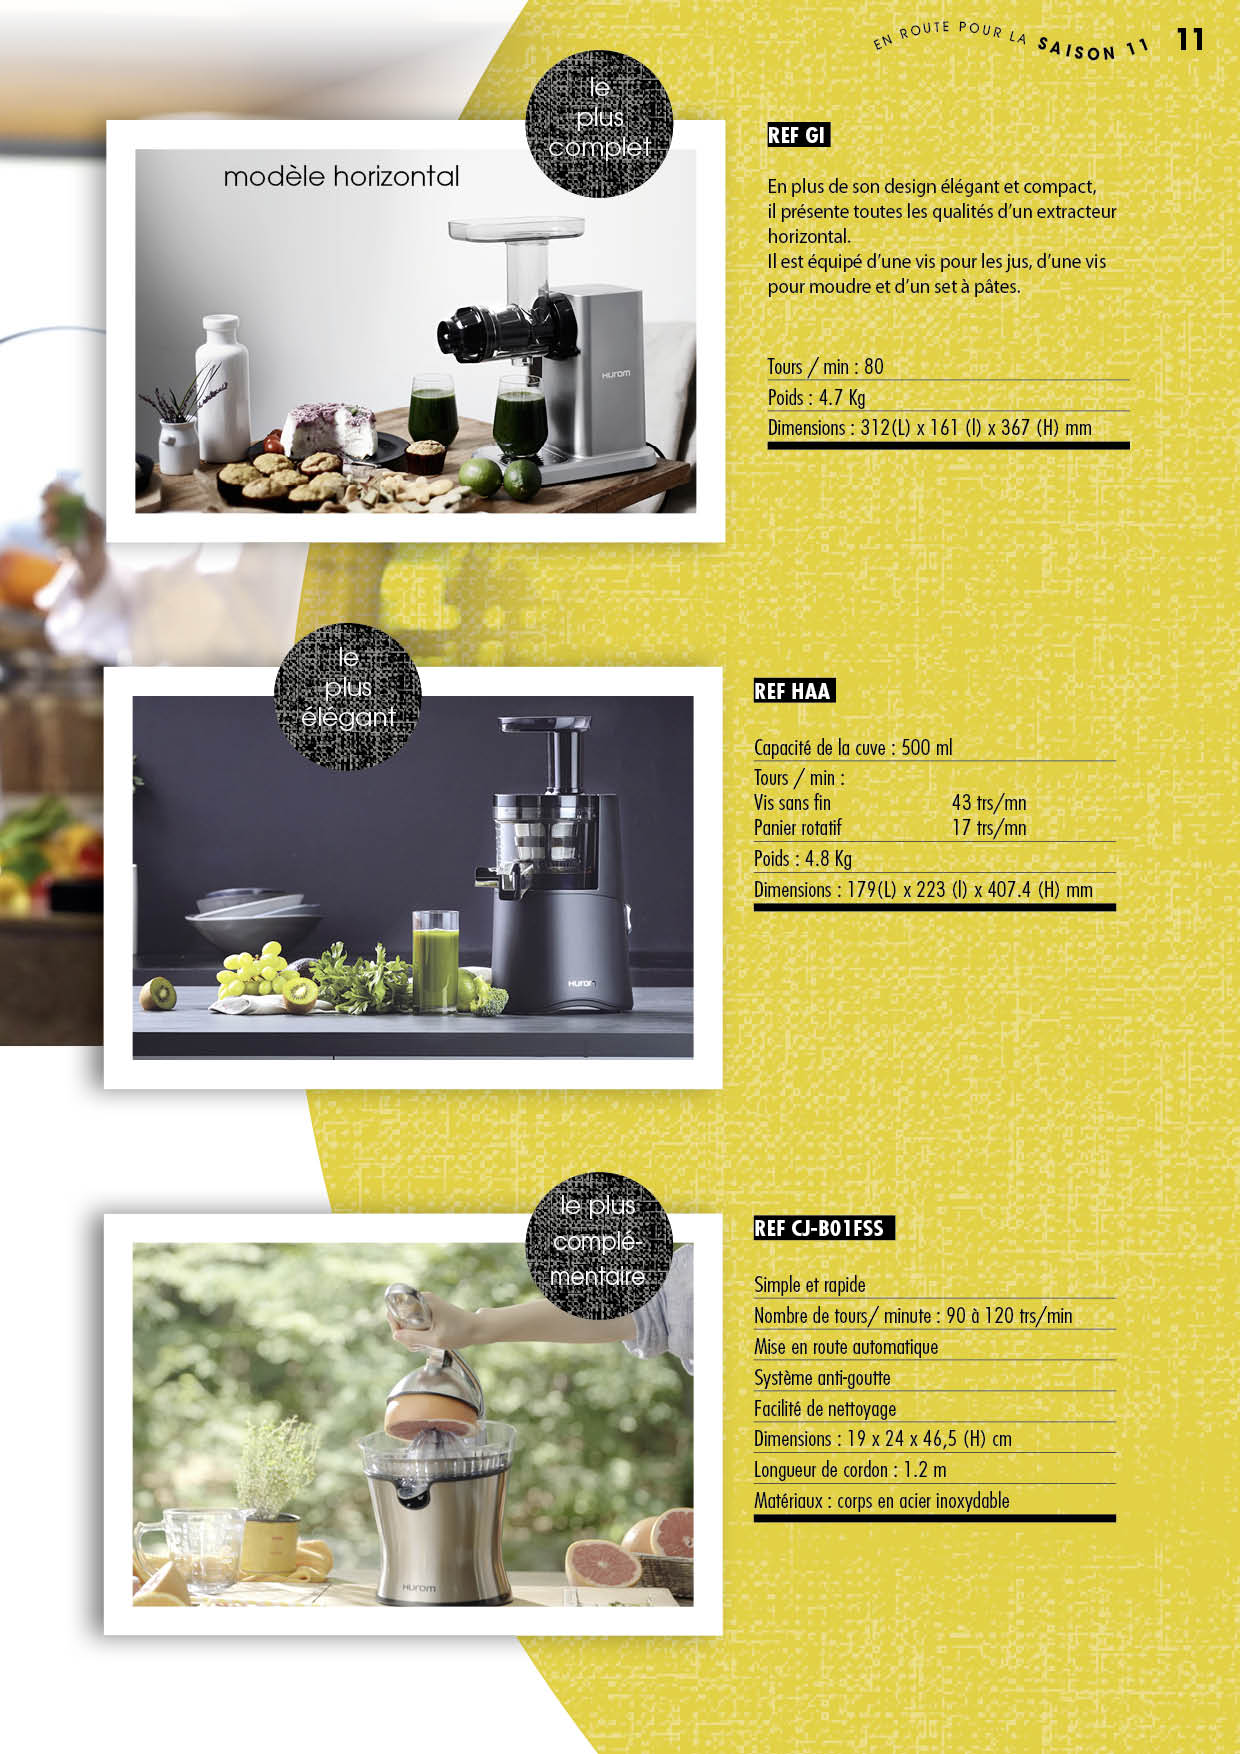 EN ROUTE POUR LA SAISON 11 11
le
plus
complet
modèle horizontal
HUROM
REF GI
En plus de son design élégant et compact,
il présente toutes les qualités d’un extracteur
horizontal.
Il est équipé d’une vis pour les jus, d’une vis
pour moudre et d’un set à pâtes.
Tours / min : 80
Poids : 4.7 Kg
Dimensions : 312(L) x 161 (l) x 367 (H) mm
le
plus
élégant
HUROM
REF HAA
Capacité de la cuve : 500 ml
Tours / min :
Vis sans fin 43 trs/mn
Panier rotatif 17 trs/mn
Poids : 4.8 Kg
Dimensions : 179(L) x 223 (l) x 407.4 (H) mm
le plus
complé-
mentaire
HUROM
REF CJ-B01FSS
Simple et rapide
Nombre de tours/ minute : 90 à 120 trs/min
Mise en route automatique
Système anti-goutte
Facilité de nettoyage
Dimensions : 19 x 24 x 46,5 (H) cm
Longueur de cordon : 1.2 m
Matériaux : corps en acier inoxydable